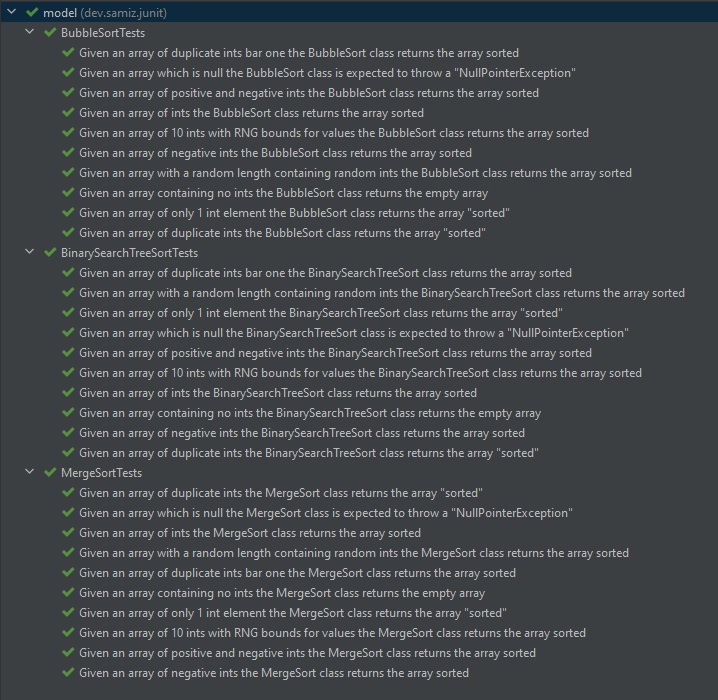 model (dev.samiz.junit)
BubbleSortTests
Given an array of duplicate ints bar one the BubbleSort class returns the array sorted
Given an array which is null the BubbleSort class is expected to throw a "NullPointerException"
Given an array of positive and negative ints the BubbleSort class returns the array sorted
Given an array of ints the BubbleSort class returns the array sorted
Given an array of 10 ints with RNG bounds for values the BubbleSort class returns the array sorted
Given an array of negative ints the BubbleSort class returns the array sorted
Given an array with a random length containing random ints the BubbleSort class returns the array sorted
Given an array containing no ints the BubbleSort class returns the empty array
Given an array of only 1 int element the BubbleSort class returns the array "sorted"
Given an array of duplicate ints the BubbleSort class returns the array "sorted"
BinarySearchTreeSortTests
Given an array of duplicate ints bar one the BinarySearchTreeSort class returns the array sorted
Given an array with a random length containing random ints the BinarySearchTreeSort class returns the array sorted
Given an array of only 1 int element the BinarySearchTreeSort class returns the array "sorted"
Given an array which is null the BinarySearchTreeSort class is expected to throw a "NullPointerException"
Given an array of positive and negative ints the BinarySearchTreeSort class returns the array sorted
Given an array of 10 ints with RNG bounds for values the BinarySearchTreeSort class returns the array sorted
Given an array of ints the BinarySearchTreeSort class returns the array sorted
Given an array containing no ints the BinarySearchTreeSort class returns the empty array
Given an array of negative ints the BinarySearchTreeSort class returns the array sorted
Given an array of duplicate ints the BinarySearchTreeSort class returns the array "sorted"
MergeSortTests
Given an array of duplicate ints the MergeSort class returns the array "sorted"
Given an array which is null the MergeSort class is expected to throw a "NullPointerException"
Given an array of ints the MergeSort class returns the array sorted
Given an array with a random length containing random ints the MergeSort class returns the array sorted
Given an array of duplicate ints bar one the MergeSort class returns the array sorted
Given an array containing no ints the MergeSort class returns the empty array
Given an array of only 1 int element the MergeSort class returns the array "sorted"
Given an array of 10 ints with RNG bounds for values the MergeSort class returns the array sorted
Given an array of positive and negative ints the MergeSort class returns the array sorted
Given an array of negative ints the MergeSort class returns the array sorted